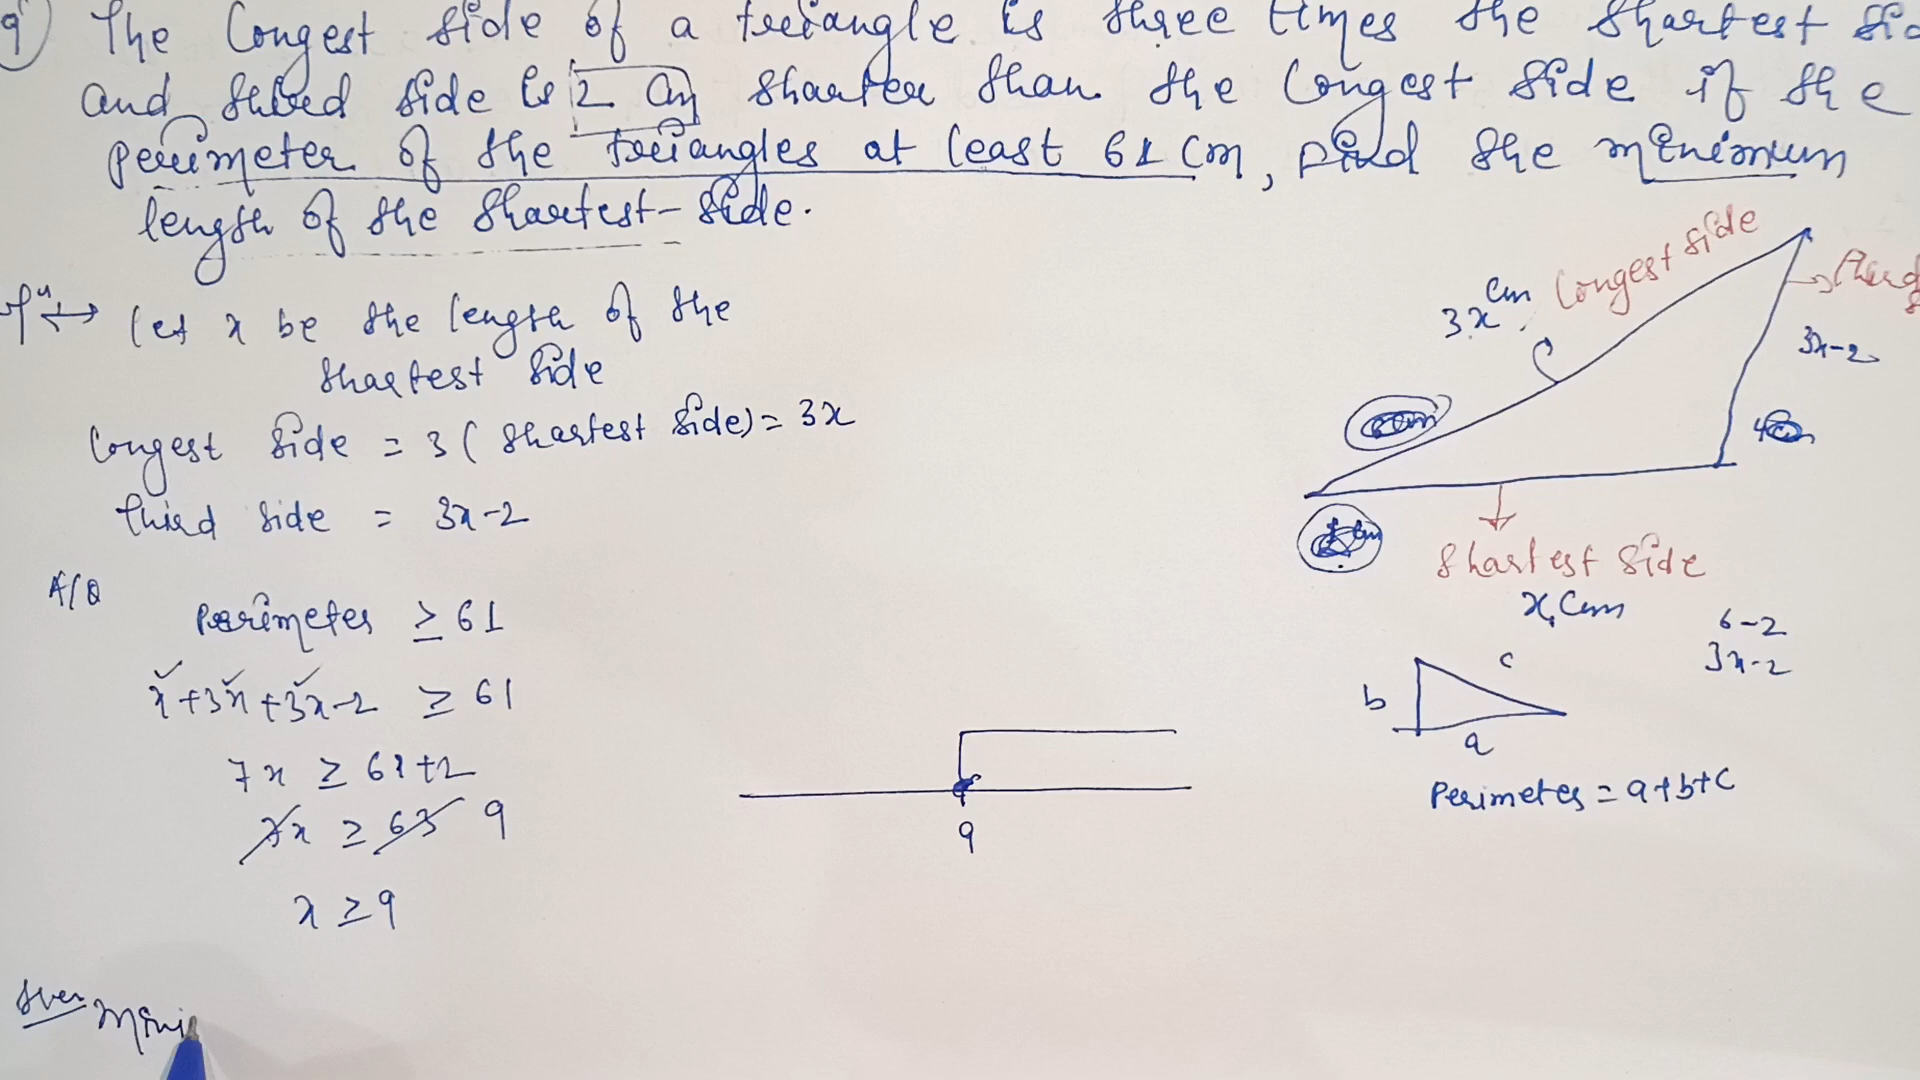 9) The longest side of a triangle is three times the shortest sid
and third side is 2 cm shorter than the longest side if the
perimeter of the triangles at least 61 cm, find the minimum
length of the shortest side.
let x be the length of the
shortest side
longest side = 3 ( shortest side) = 3x
third side = 3x-2
A/Q
Perimeter ≥ 61
x+3x+3x-2 ≥ 61
7x ≥ 61+2
7x ≥ 63 9
x ≥ 9
then mini
9
3x cm longest side
third
3x-2
shortest side
x cm
6-2
3x-2
b
c
a
Perimeter = a+b+c